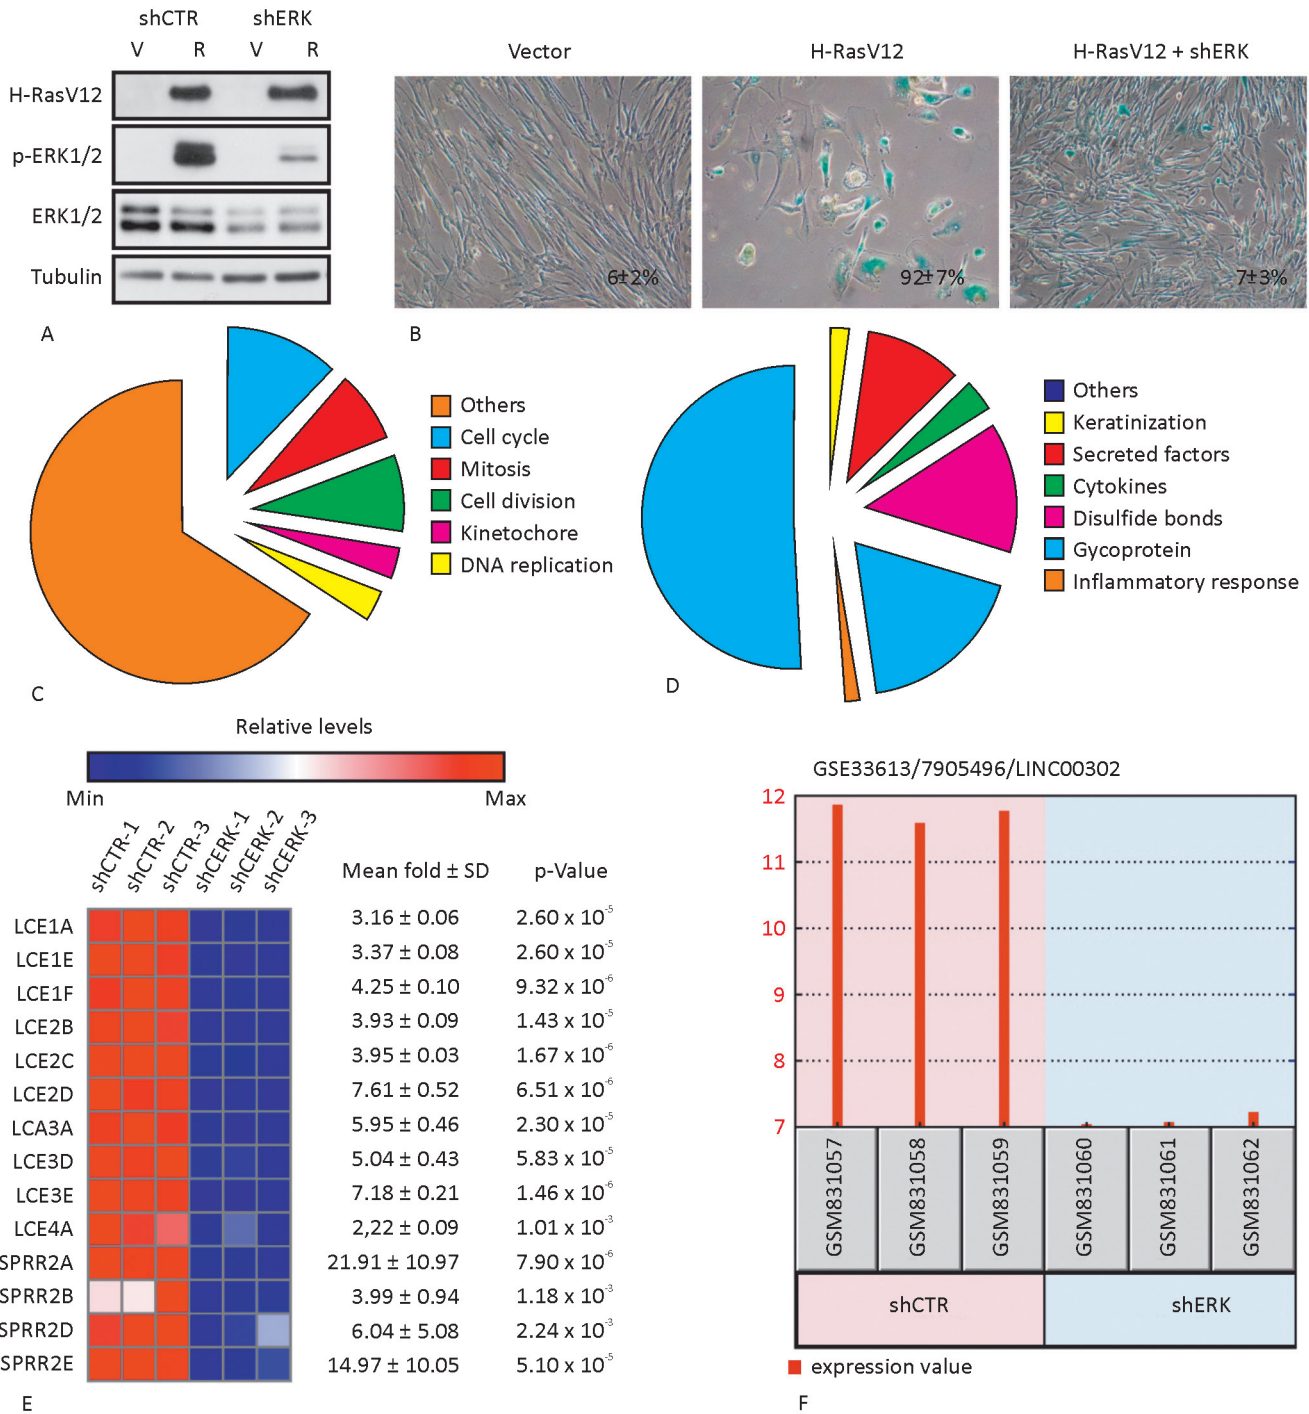 shCTR shERK
V R V R
H-RasV12
p-ERK1/2
ERK1/2
Tubulin
A
Vector H-RasV12 H-RasV12 + shERK
6±2% 92±7% 7±3%
B
Others
Cell cycle
Mitosis
Cell division
Kinetochore
DNA replication
C
Others
Keratinization
Secreted factors
Cytokines
Disulfide bonds
Gycoprotein
Inflammatory response
D
Relative levels
Min Max
shCTR-1 shCTR-2 shCTR-3 shCERK-1 shCERK-2 shCERK-3
Mean fold ± SD p-Value
LCE1A 3.16 ± 0.06 2.60 x 10⁻⁵
LCE1E 3.37 ± 0.08 2.60 x 10⁻⁵
LCE1F 4.25 ± 0.10 9.32 x 10⁻⁶
LCE2B 3.93 ± 0.09 1.43 x 10⁻⁵
LCE2C 3.95 ± 0.03 1.67 x 10⁻⁶
LCE2D 7.61 ± 0.52 6.51 x 10⁻⁶
LCA3A 5.95 ± 0.46 2.30 x 10⁻⁵
LCE3D 5.04 ± 0.43 5.83 x 10⁻⁵
LCE3E 7.18 ± 0.21 1.46 x 10⁻⁶
LCE4A 2,22 ± 0.09 1.01 x 10⁻³
SPRR2A 21.91 ± 10.97 7.90 x 10⁻⁶
SPRR2B 3.99 ± 0.94 1.18 x 10⁻³
SPRR2D 6.04 ± 5.08 2.24 x 10⁻³
SPRR2E 14.97 ± 10.05 5.10 x 10⁻⁵
E
GSE33613/7905496/LINC00302
12
11
10
9
8
7
GSM831057 GSM831058 GSM831059 GSM831060 GSM831061 GSM831062
shCTR shERK
expression value
F